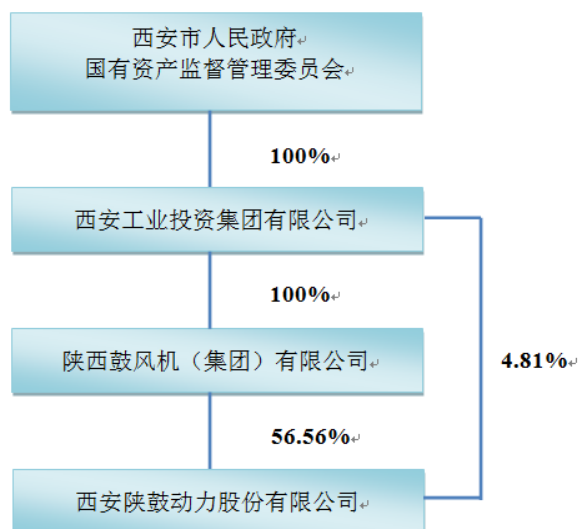 西安市人民政府
国有资产监督管理委员会
100%
西安工业投资集团有限公司
100%
陕西鼓风机（集团）有限公司
4.81%
56.56%
西安陕鼓动力股份有限公司